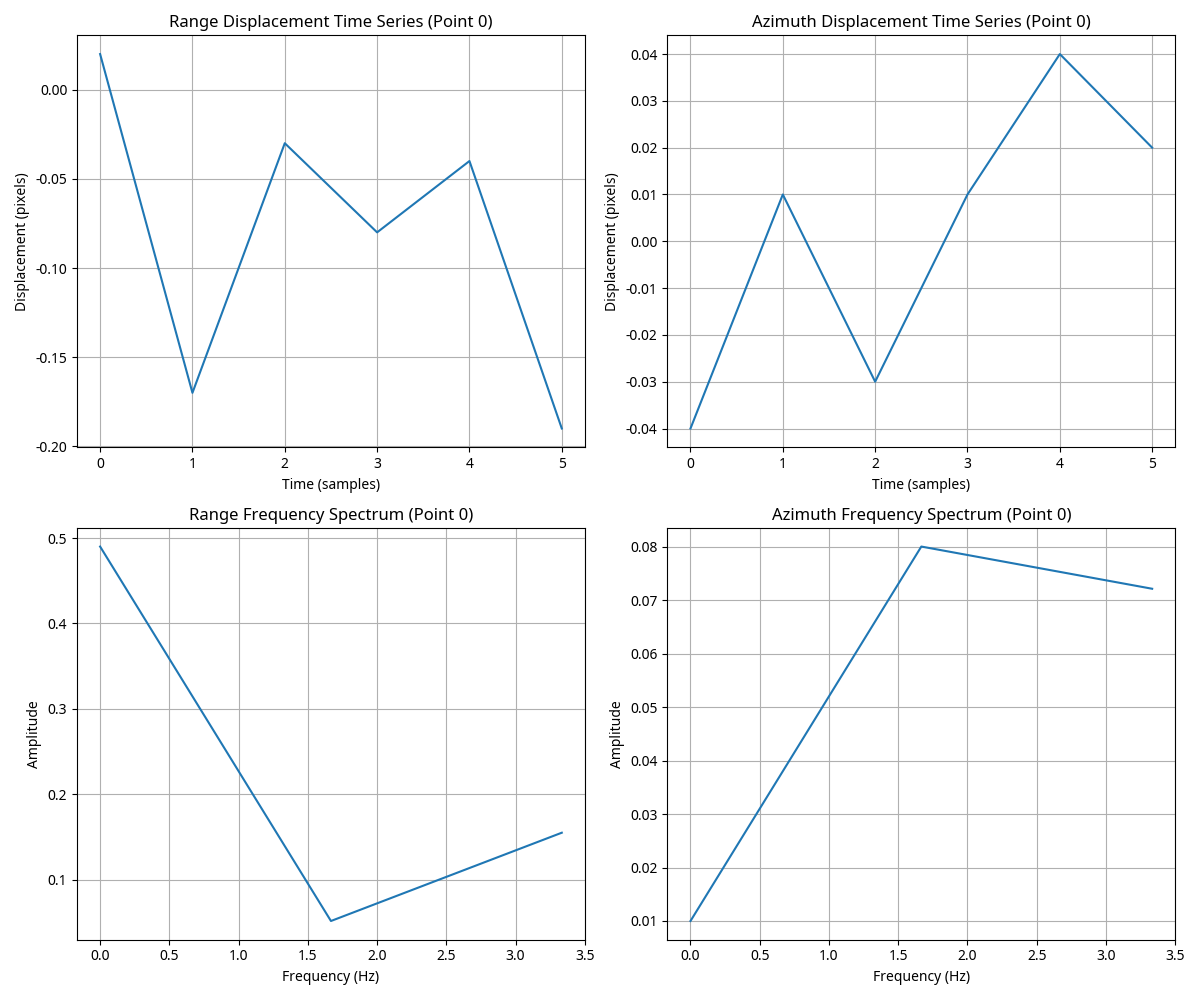 Range Displacement Time Series (Point 0)
Displacement (pixels)
0.00
-0.05
-0.10
-0.15
-0.20
0 1 2 3 4 5
Time (samples)
Azimuth Displacement Time Series (Point 0)
Displacement (pixels)
0.04
0.03
0.02
0.01
0.00
-0.01
-0.02
-0.03
-0.04
0 1 2 3 4 5
Time (samples)
Range Frequency Spectrum (Point 0)
Amplitude
0.5
0.4
0.3
0.2
0.1
0.0 0.5 1.0 1.5 2.0 2.5 3.0 3.5
Frequency (Hz)
Azimuth Frequency Spectrum (Point 0)
Amplitude
0.08
0.07
0.06
0.05
0.04
0.03
0.02
0.01
0.0 0.5 1.0 1.5 2.0 2.5 3.0 3.5
Frequency (Hz)